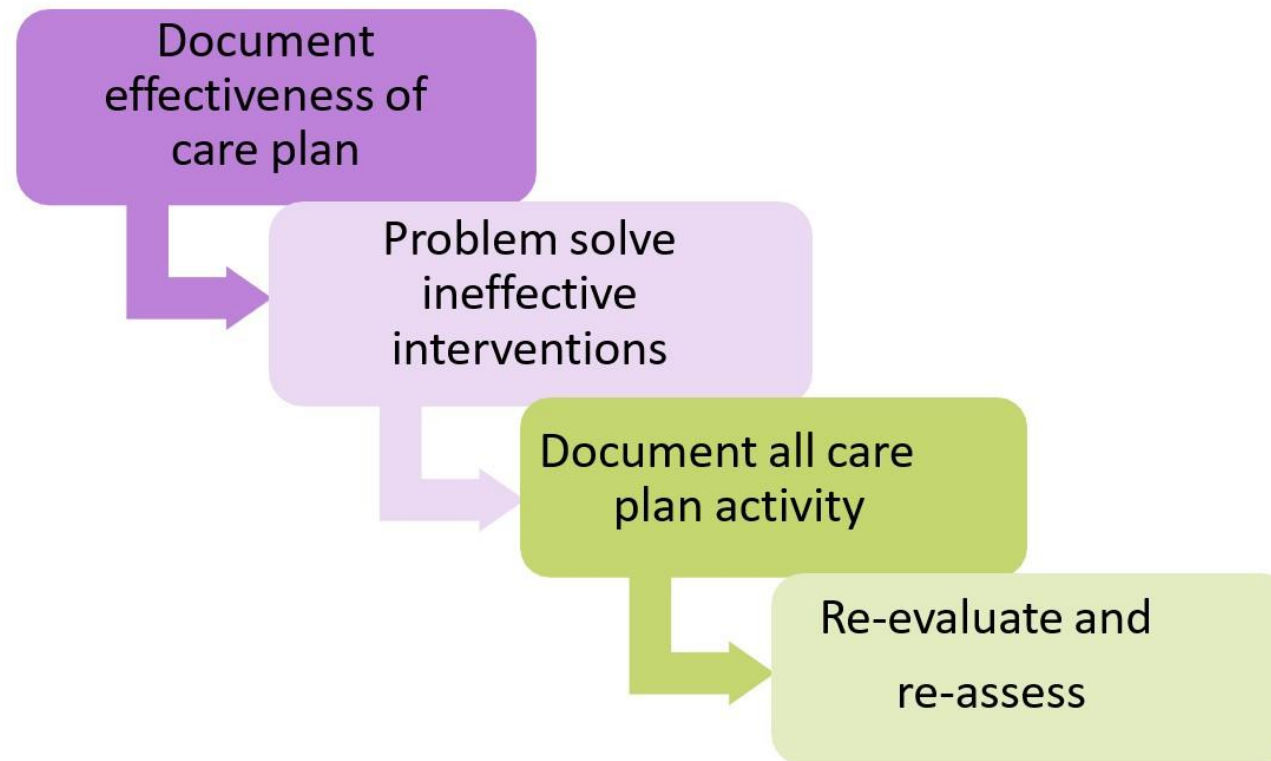 Document
effectiveness of
care plan
Problem solve
ineffective
interventions
Document all care
plan activity
Re-evaluate and
re-assess